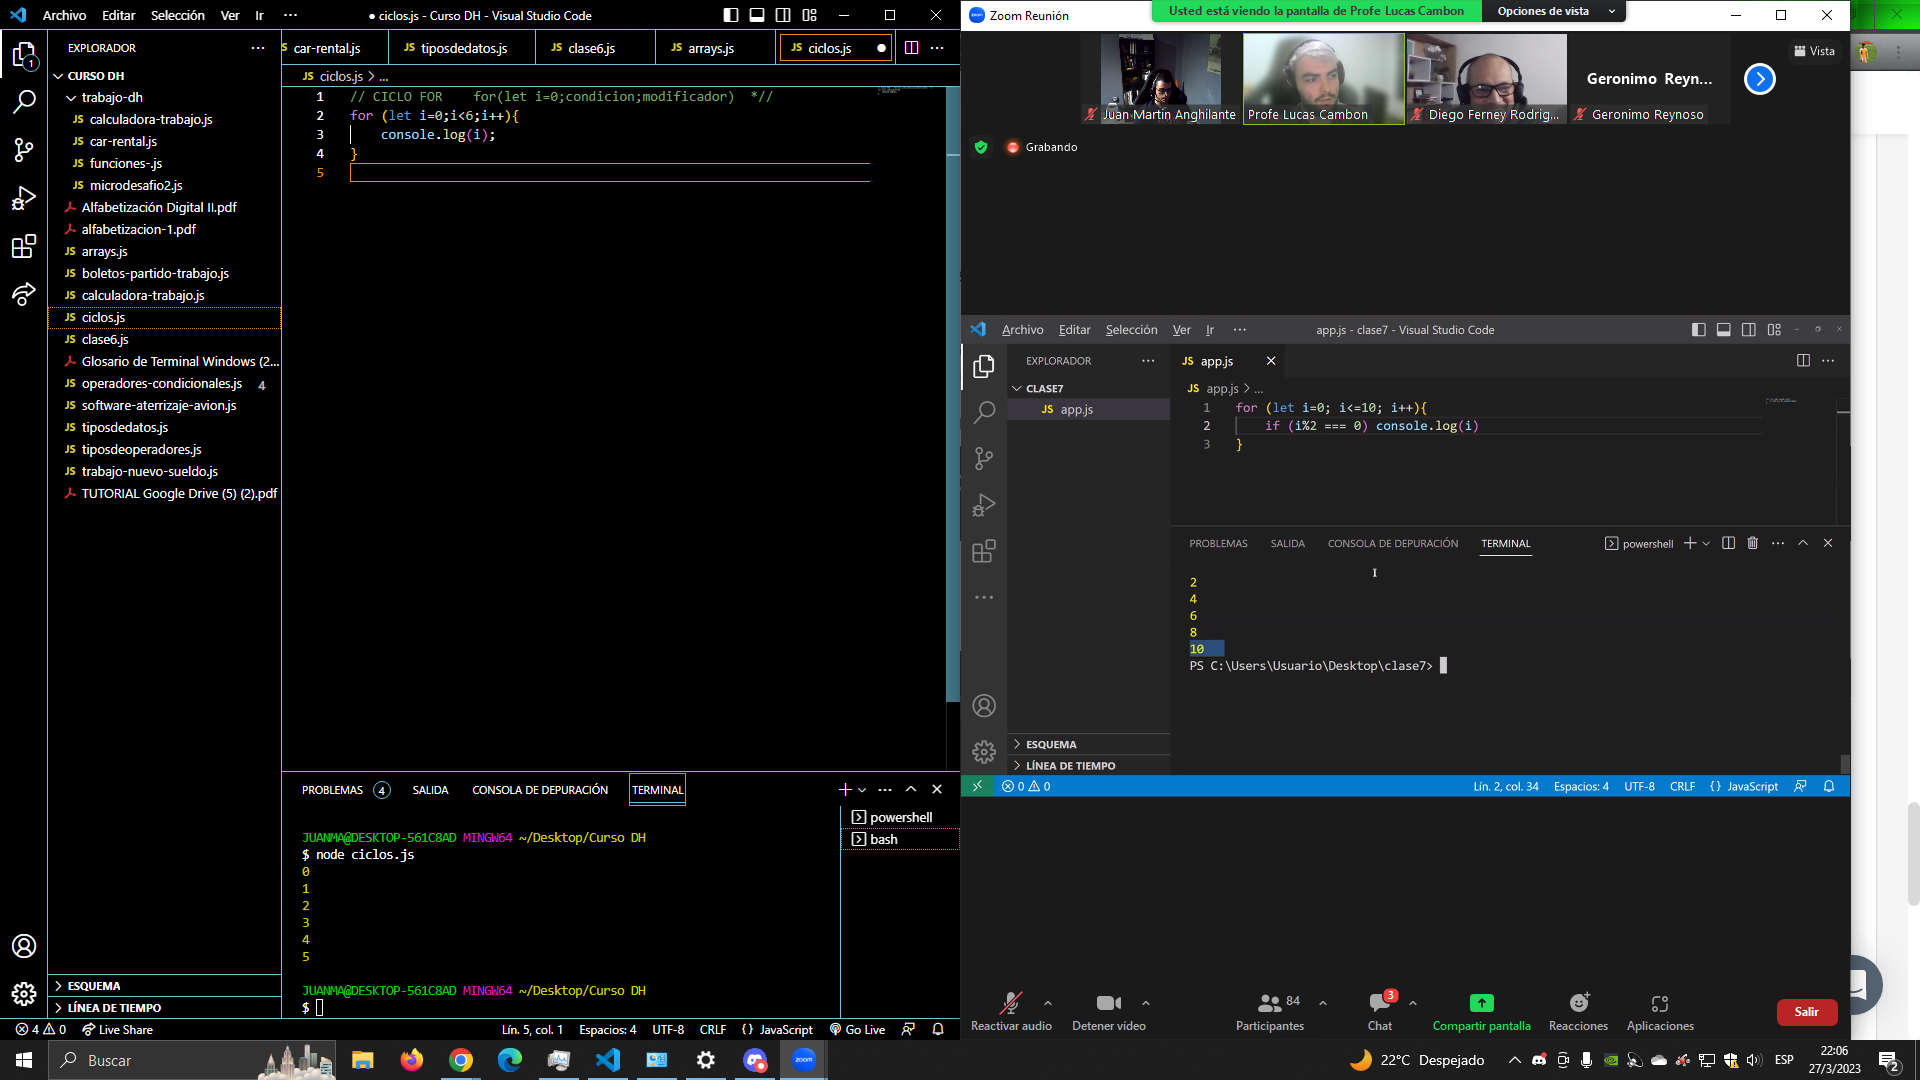 Archivo Editar Selección Ver Ir ··· ● ciclos.js - Curso DH - Visual Studio Code
EXPLORADOR
car-rental.js
JS tiposdedatos.js
JS clase6.js
JS arrays.js
JS ciclos.js
CURSO DH
JS ciclos.js > ...
trabajo-dh
JS calculadora-trabajo.js
JS car-rental.js
JS funciones-.js
JS microdesafio2.js
Alfabetización Digital II.pdf
alfabetizacion-1.pdf
JS arrays.js
JS boletos-partido-trabajo.js
JS calculadora-trabajo.js
JS ciclos.js
JS clase6.js
Glosario de Terminal Windows (2...
JS operadores-condicionales.js 4
JS software-aterrizaje-avion.js
JS tiposdedatos.js
JS tiposdeoperadores.js
JS trabajo-nuevo-sueldo.js
TUTORIAL Google Drive (5) (2).pdf
ESQUEMA
LÍNEA DE TIEMPO
1
1 // CICLO FOR    for(let i=0;condicion;modificador)  *//
2 for (let i=0;i<6;i++){
3     console.log(i);
4 }
5
PROBLEMAS 4 SALIDA CONSOLA DE DEPURACIÓN TERMINAL
powershell
bash
JUANMA@DESKTOP-561C8AD MINGW64 ~/Desktop/Curso DH
$ node ciclos.js
0
1
2
3
4
5
JUANMA@DESKTOP-561C8AD MINGW64 ~/Desktop/Curso DH
$
4 0 Live Share Lín. 5, col. 1 Espacios: 4 UTF-8 CRLF {} JavaScript Go Live
Zoom Reunión
Usted está viendo la pantalla de Profe Lucas Cambon
Opciones de vista
Vista
Juan Martin Anghilante
Profe Lucas Cambon
Diego Ferney Rodrig...
Geronimo Reyn...
Geronimo Reynoso
Grabando
Archivo Editar Selección Ver Ir ··· app.js - clase7 - Visual Studio Code
EXPLORADOR
JS app.js
CLASE7
JS app.js
JS app.js > ...
1 for (let i=0; i<=10; i++){
2     if (i%2 === 0) console.log(i)
3 }
PROBLEMAS SALIDA CONSOLA DE DEPURACIÓN TERMINAL powershell
2
4
6
8
10
PS C:\Users\Usuario\Desktop\clase7>
ESQUEMA
LÍNEA DE TIEMPO
0 0 Lín. 2, col. 34 Espacios: 4 UTF-8 CRLF {} JavaScript
Reactivar audio
Detener vídeo
84
Participantes
3
Chat
Compartir pantalla
Reacciones
Aplicaciones
Salir
Buscar
zoom
22°C Despejado
ESP
22:06
27/3/2023
2